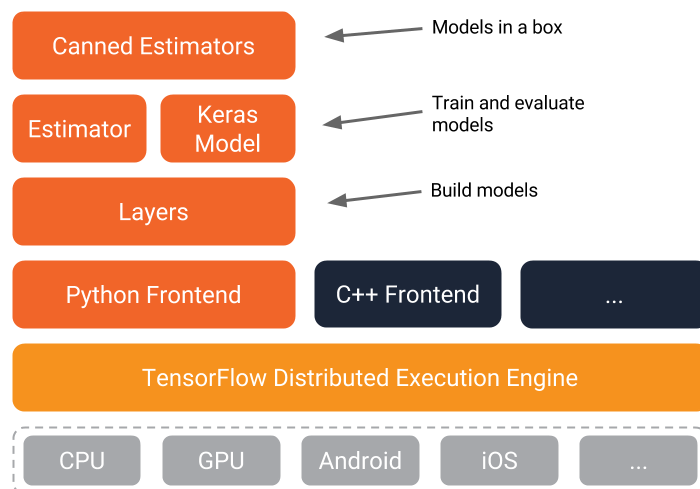 Canned Estimators
Models in a box
Estimator
Keras
Model
Train and evaluate
models
Layers
Build models
Python Frontend
C++ Frontend
...
TensorFlow Distributed Execution Engine
CPU
GPU
Android
iOS
...